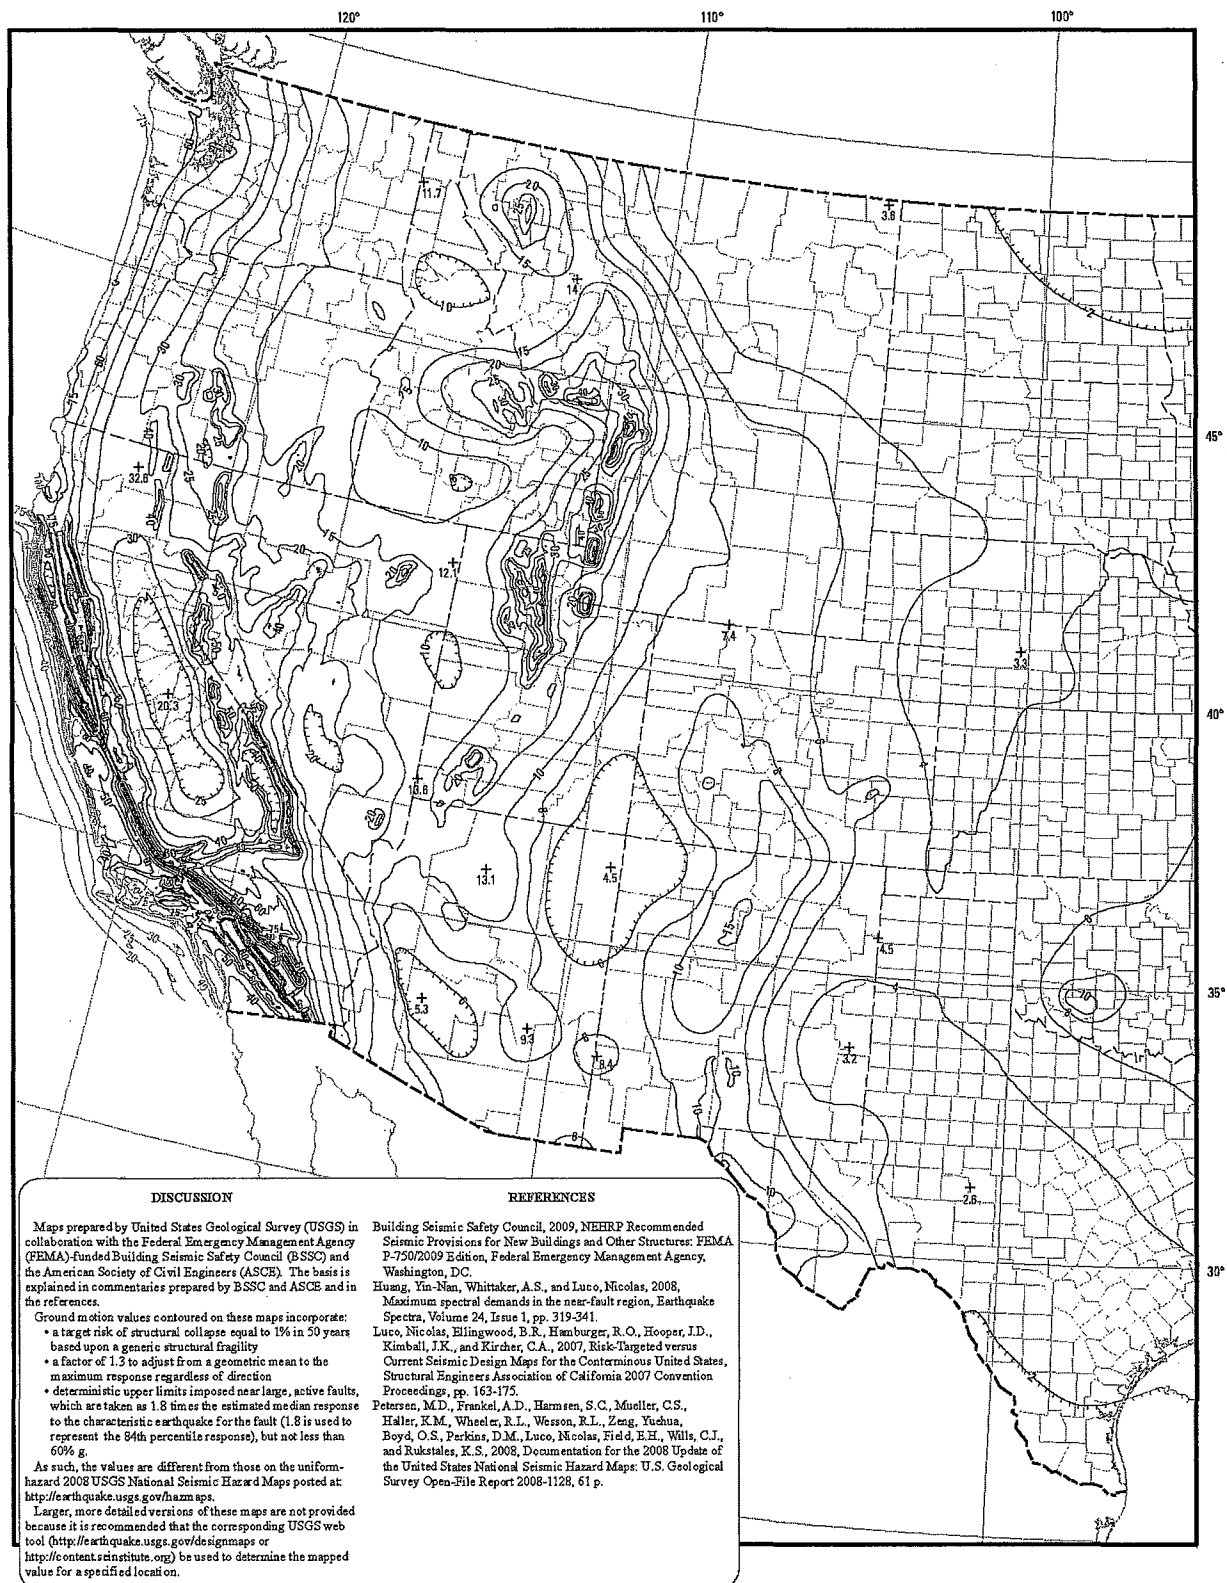 120°
110°
100°
11.7
20
15
3.6
14
10
2
15
20
25
10
45°
32.6
12.1
7.4
3.3
20.3
40°
25
13.6
13.1
4.5
4.5
35°
5.3
9.3
8.4
3.2
10
2.6
30°
DISCUSSION
Maps prepared by United States Geological Survey (USGS) in
collaboration with the Federal Emergency Management Agency
(FEMA)-funded Building Seismic Safety Council (BSSC) and
the American Society of Civil Engineers (ASCE). The basis is
explained in commentaries prepared by BSSC and ASCE and in
the references.
Ground motion values contoured on these maps incorporate:
• a target risk of structural collapse equal to 1% in 50 years
based upon a generic structural fragility
• a factor of 1.3 to adjust from a geometric mean to the
maximum response regardless of direction
• deterministic upper limits imposed near large, active faults,
which are taken as 1.8 times the estimated median response
to the characteristic earthquake for the fault (1.8 is used to
represent the 84th percentile response), but not less than
60% g.
As such, the values are different from those on the uniform-
hazard 2008 USGS National Seismic Hazard Maps posted at:
http://earthquake.usgs.gov/hazmaps.
Larger, more detailed versions of these maps are not provided
because it is recommended that the corresponding USGS web
tool (http://earthquake.usgs.gov/designmaps or
http://content.seinstitute.org) be used to determine the mapped
value for a specified location.
REFERENCES
Building Seismic Safety Council, 2009, NEHRP Recommended
Seismic Provisions for New Buildings and Other Structures: FEMA
P-750/2009 Edition, Federal Emergency Management Agency,
Washington, DC.
Huang, Yin-Nan, Whittaker, A.S., and Luco, Nicolas, 2008,
Maximum spectral demands in the near-fault region, Earthquake
Spectra, Volume 24, Issue 1, pp. 319-341.
Luco, Nicolas, Ellingwood, B.R., Hamburger, R.O., Hooper, J.D.,
Kimball, J.K., and Kircher, C.A., 2007, Risk-Targeted versus
Current Seismic Design Maps for the Conterminous United States,
Structural Engineers Association of California 2007 Convention
Proceedings, pp. 163-175.
Petersen, M.D., Frankel, A.D., Harmsen, S.C., Mueller, C.S.,
Haller, K.M., Wheeler, R.L., Wesson, R.L., Zeng, Yuehua,
Boyd, O.S., Perkins, D.M., Luco, Nicolas, Field, E.H., Wills, C.J.,
and Rukstales, K.S., 2008, Documentation for the 2008 Update of
the United States National Seismic Hazard Maps: U.S. Geological
Survey Open-File Report 2008-1128, 61 p.